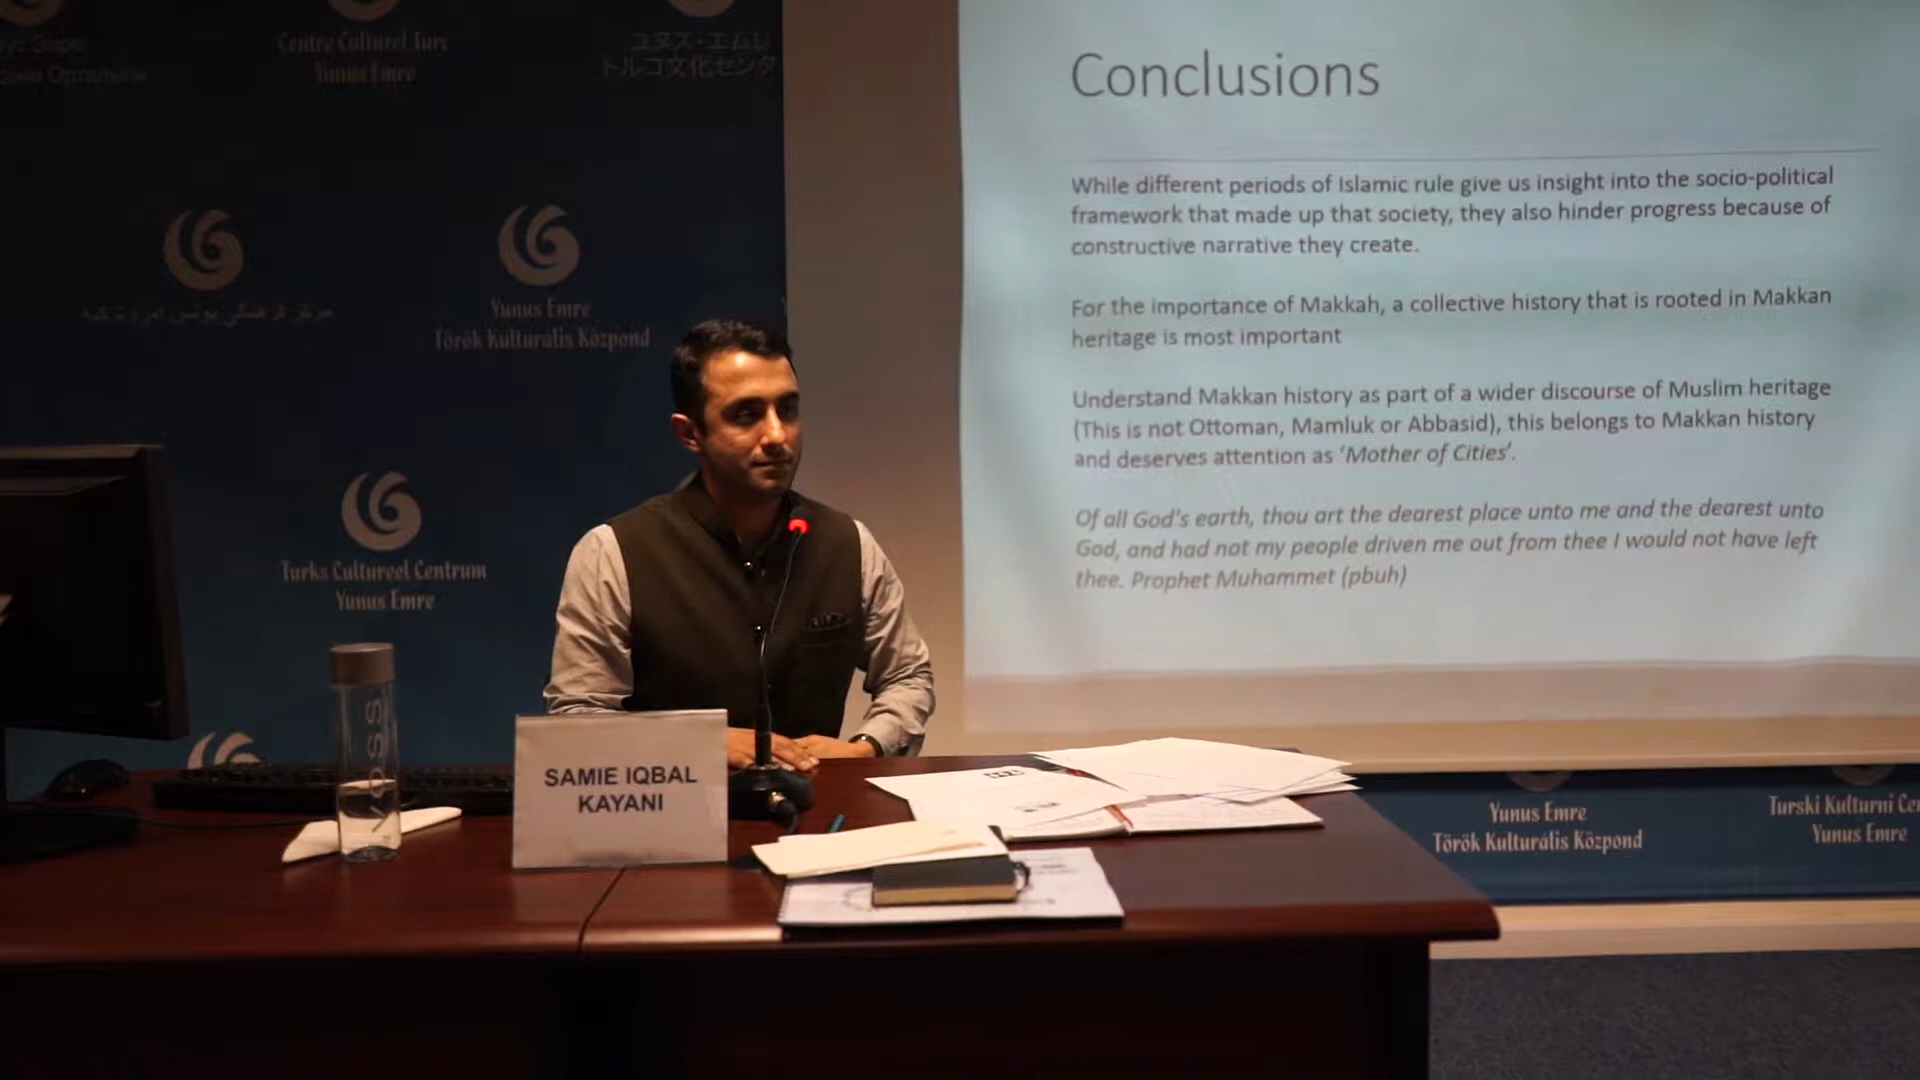 Centre Culturel Turc
Yunus Emre
ユヌス・エムレ
トルコ文化センタ
Yunus Emre
Török Kulturális Központ
Turks Cultureel Centrum
Yunus Emre
Conclusions
While different periods of Islamic rule give us insight into the socio-political
framework that made up that society, they also hinder progress because of
constructive narrative they create.
For the importance of Makkah, a collective history that is rooted in Makkan
heritage is most important
Understand Makkan history as part of a wider discourse of Muslim heritage
(This is not Ottoman, Mamluk or Abbasid), this belongs to Makkan history
and deserves attention as ‘Mother of Cities’.
Of all God's earth, thou art the dearest place unto me and the dearest unto
God, and had not my people driven me out from thee I would not have left
thee. Prophet Muhammet (pbuh)
VOSS
SAMIE IQBAL
KAYANI
Yunus Emre
Török Kulturális Központ
Turski Kulturni Ce
Yunus Emre